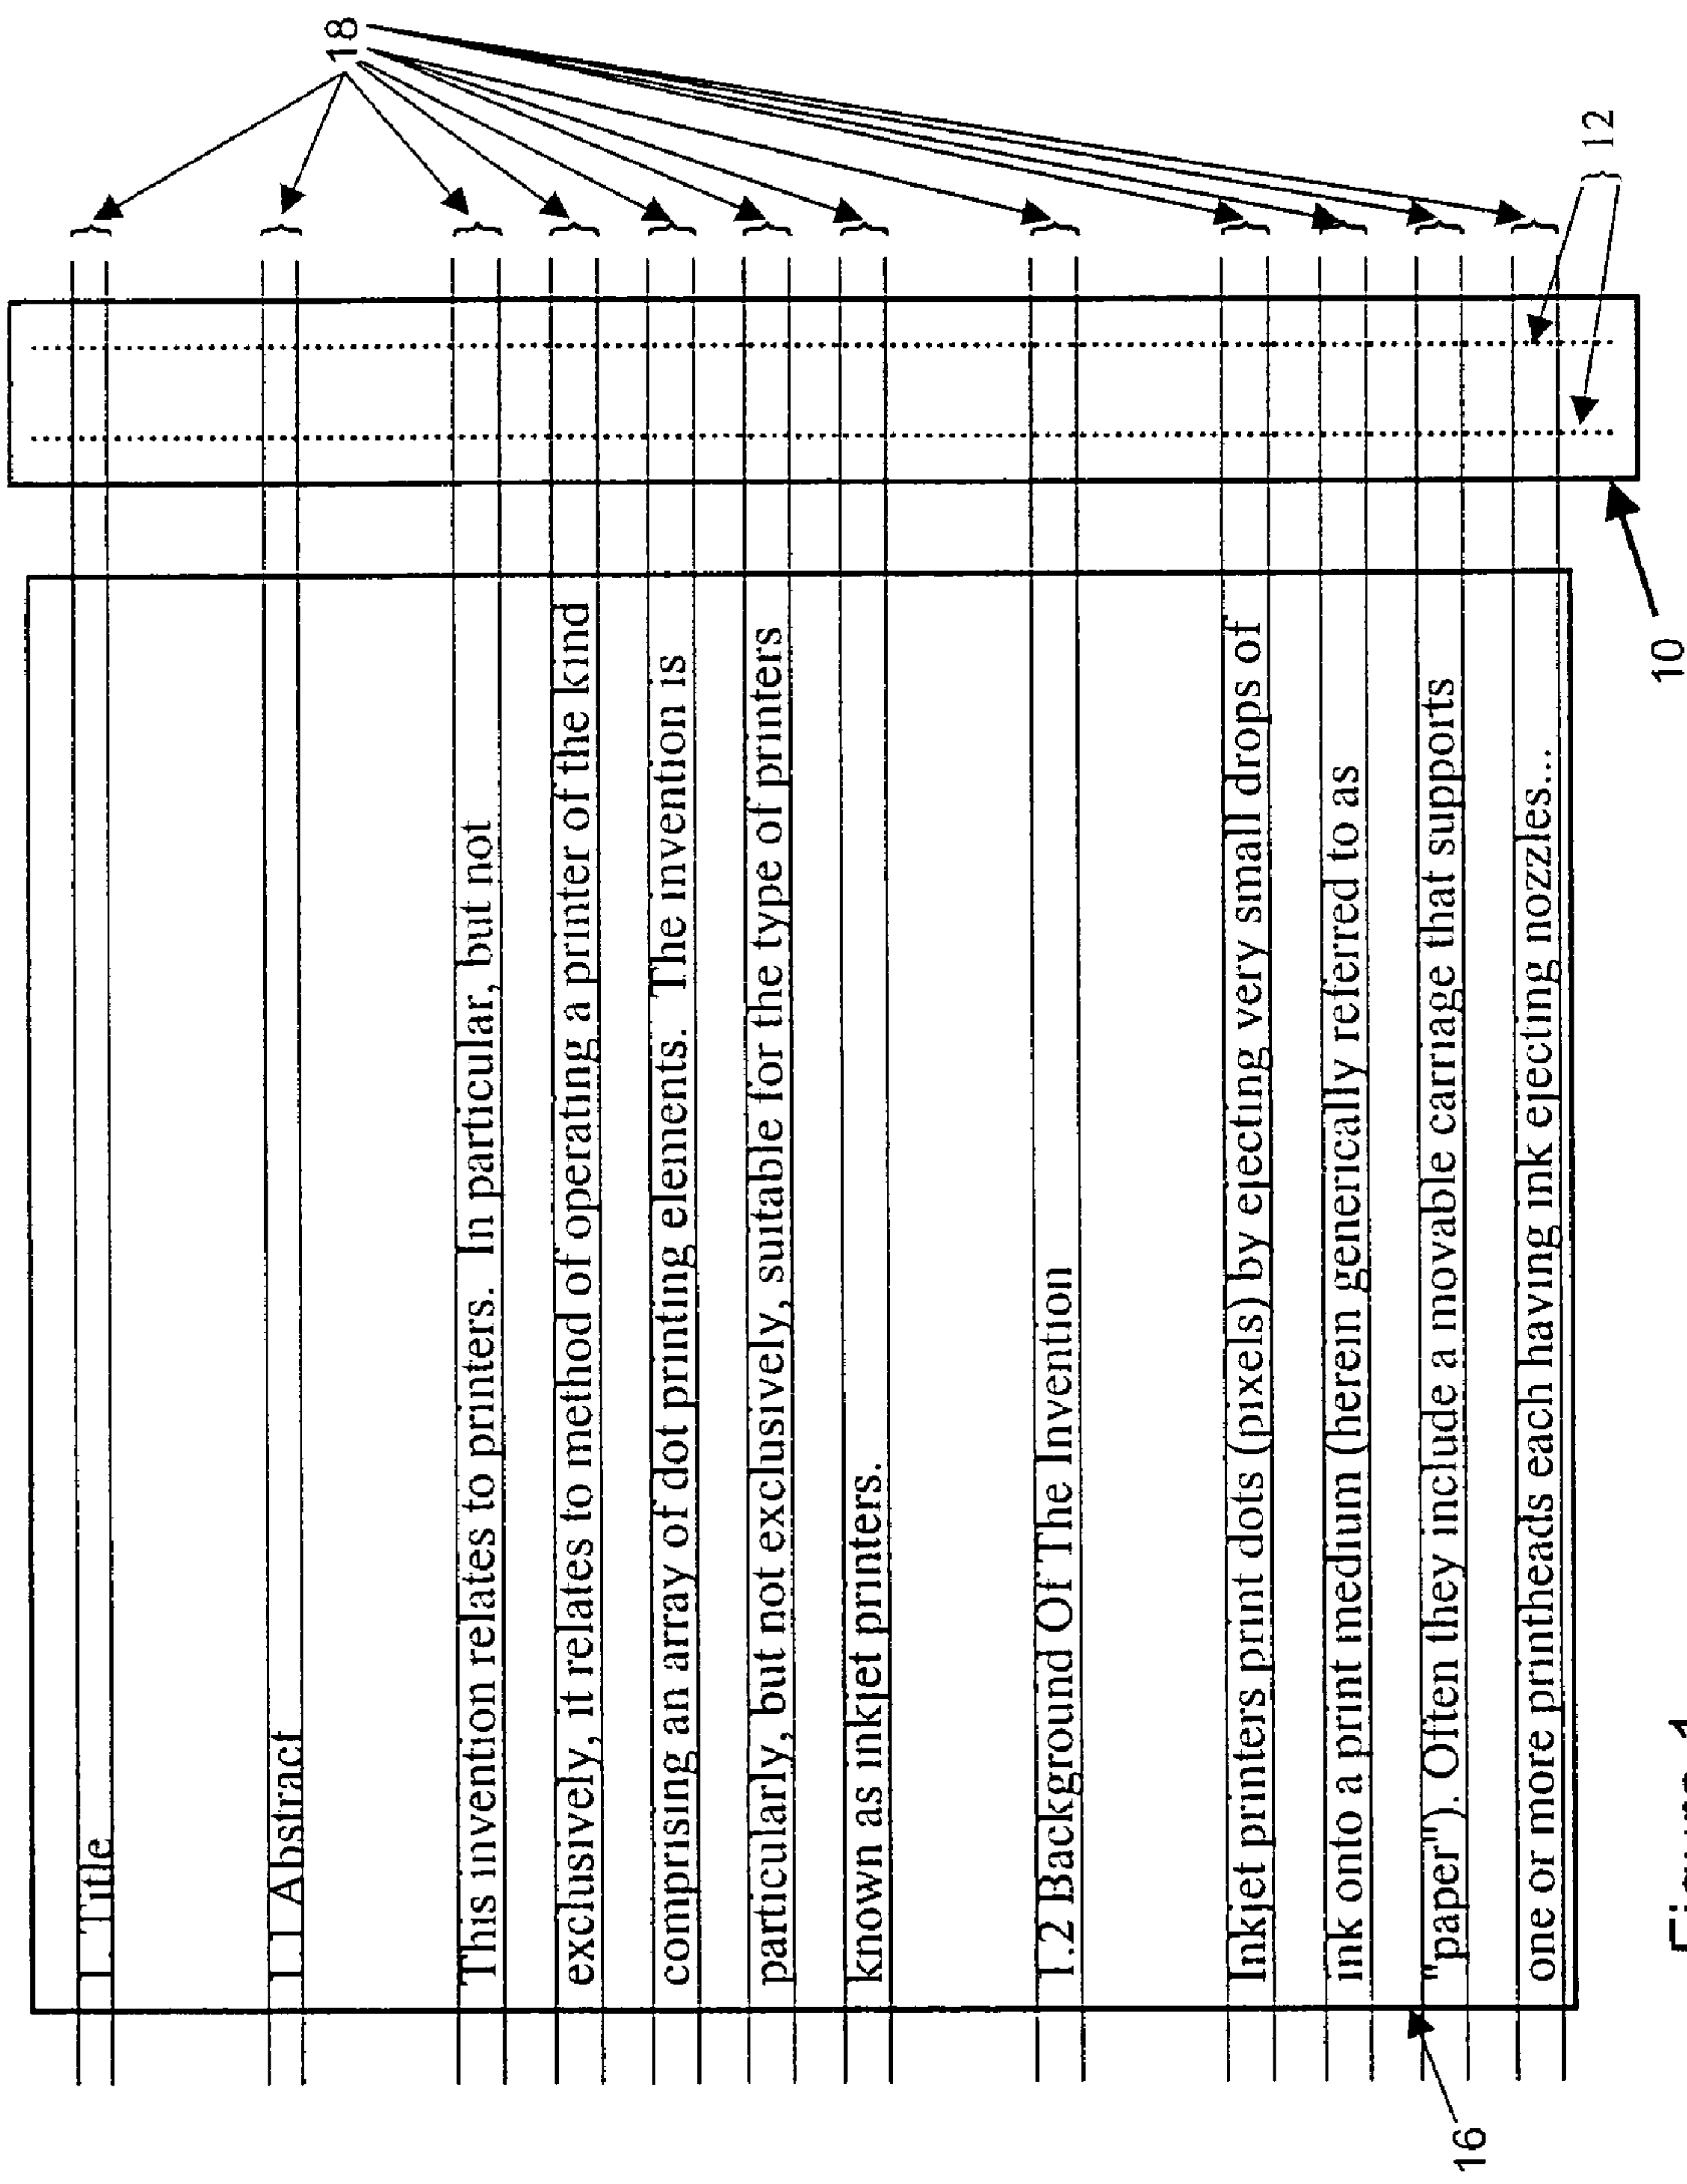 18
12
10
1. Title
1.1 Abstract
This invention relates to printers. In particular, but not
exclusively, it relates to method of operating a printer of the kind
comprising an array of dot printing elements. The invention is
particularly, but not exclusively, suitable for the type of printers
known as inkjet printers.
1.2 Background Of The Invention
Inkjet printers print dots (pixels) by ejecting very small drops of
ink onto a print medium (herein generically referred to as
"paper"). Often they include a movable carriage that supports
one or more printheads each having ink ejecting nozzles...
16
Figure 1